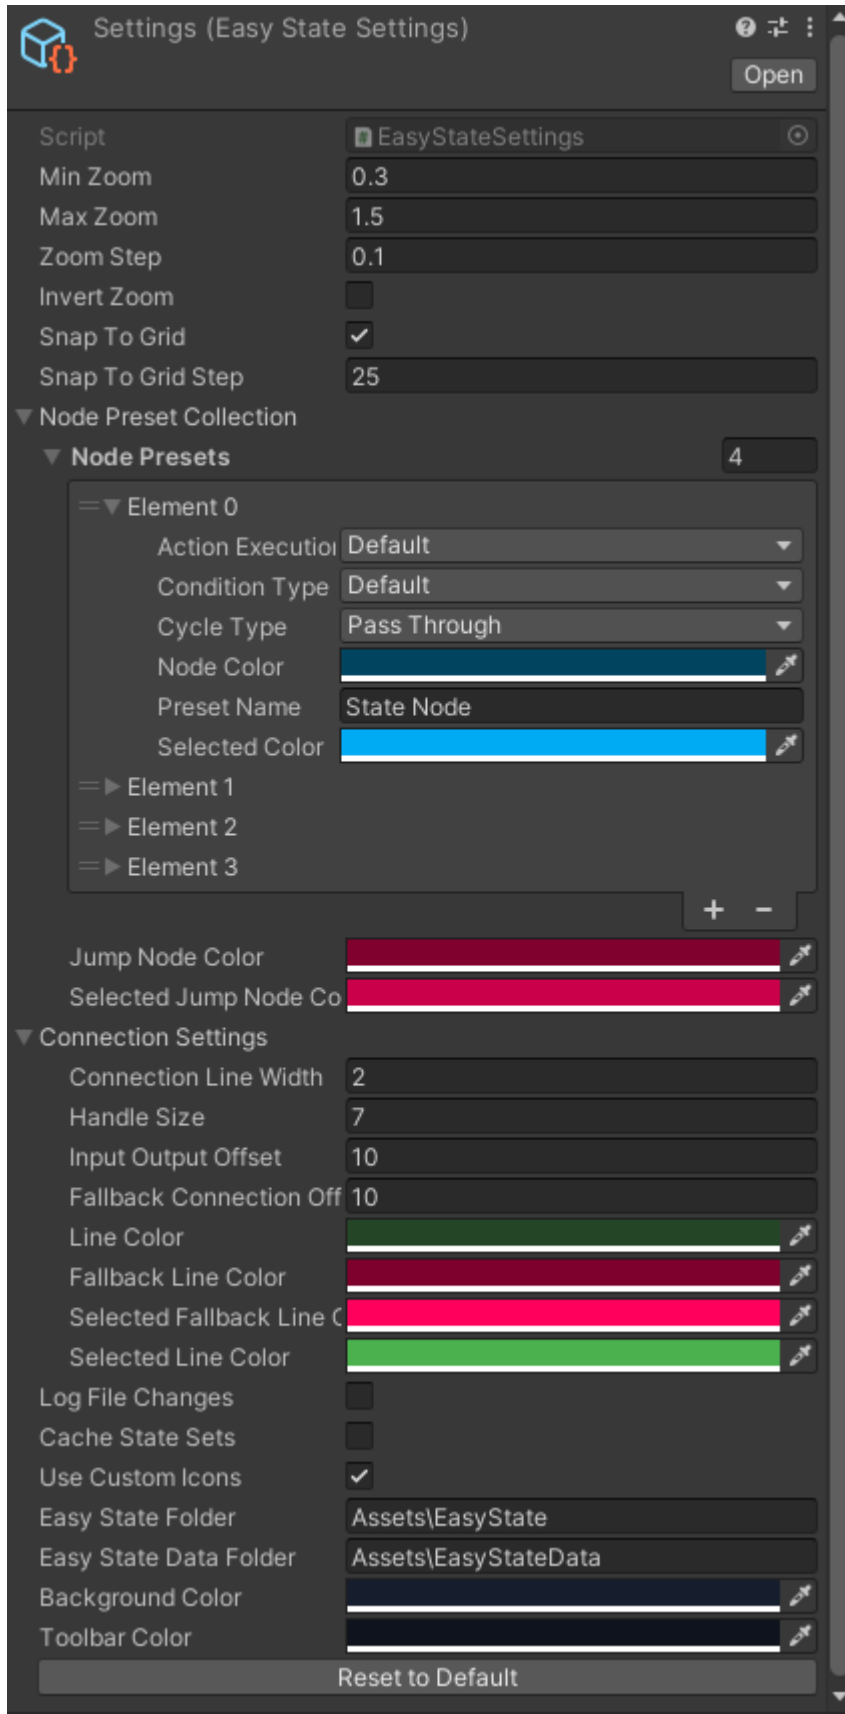 Settings (Easy State Settings)
Open
Script EasyStateSettings
Min Zoom 0.3
Max Zoom 1.5
Zoom Step 0.1
Invert Zoom
Snap To Grid
Snap To Grid Step 25
Node Preset Collection
Node Presets 4
Element 0
Action Execution Default
Condition Type Default
Cycle Type Pass Through
Node Color
Preset Name State Node
Selected Color
Element 1
Element 2
Element 3
+ −
Jump Node Color
Selected Jump Node Co
Connection Settings
Connection Line Width 2
Handle Size 7
Input Output Offset 10
Fallback Connection Off 10
Line Color
Fallback Line Color
Selected Fallback Line C
Selected Line Color
Log File Changes
Cache State Sets
Use Custom Icons
Easy State Folder Assets\EasyState
Easy State Data Folder Assets\EasyStateData
Background Color
Toolbar Color
Reset to Default